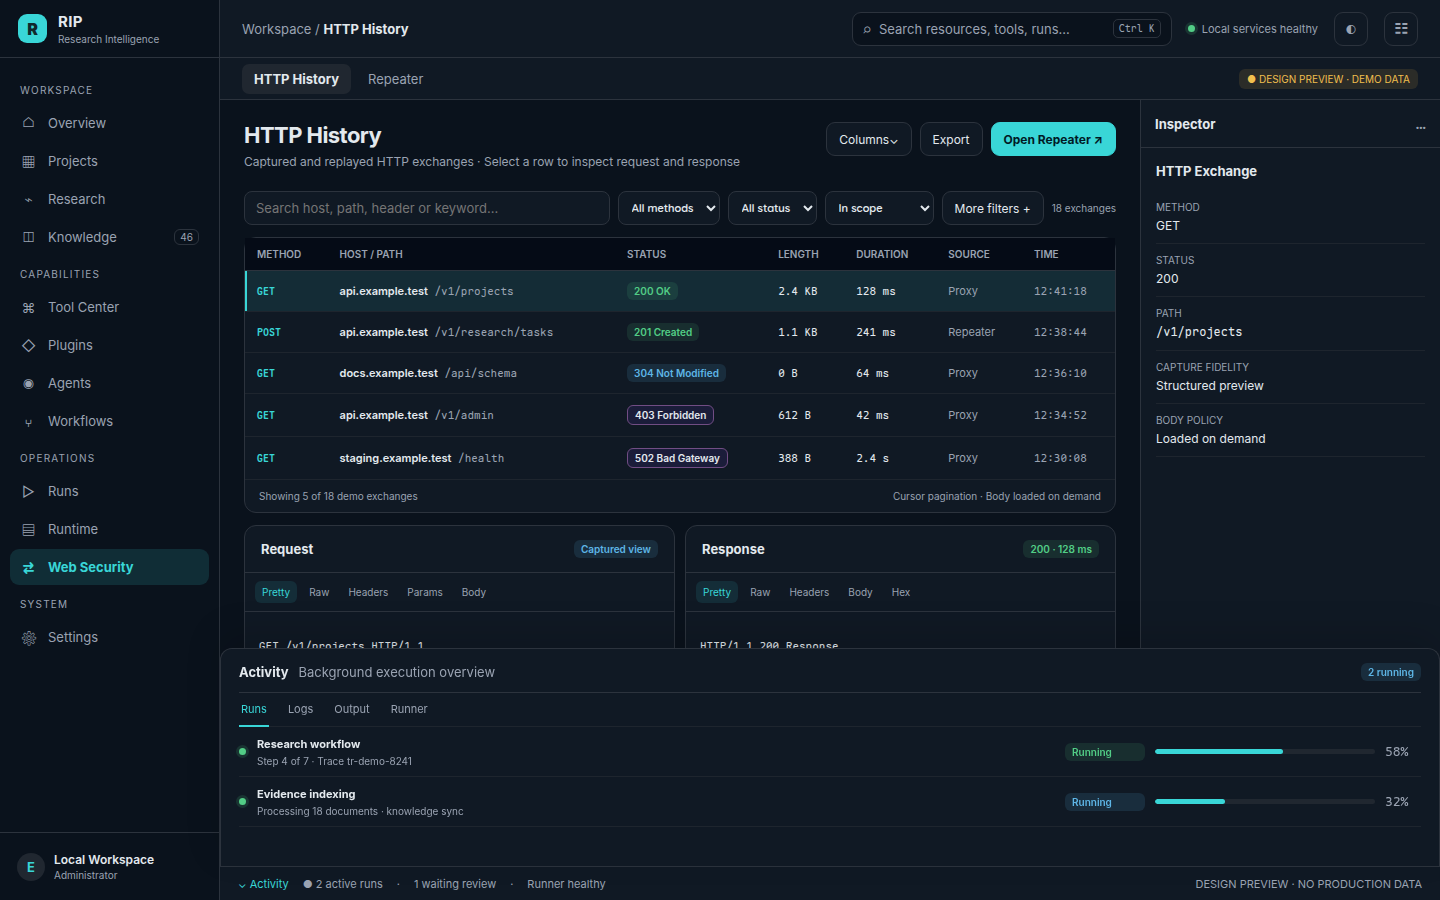 R
RIP
Research Intelligence
WORKSPACE
Overview
Projects
Research
Knowledge 46
CAPABILITIES
Tool Center
Plugins
Agents
Workflows
OPERATIONS
Runs
Runtime
Web Security
SYSTEM
Settings
E
Local Workspace
Administrator
Workspace / HTTP History
Search resources, tools, runs... Ctrl K
Local services healthy
HTTP History Repeater
DESIGN PREVIEW · DEMO DATA
HTTP History
Captured and replayed HTTP exchanges · Select a row to inspect request and response
Columns Export Open Repeater ↗
Search host, path, header or keyword... All methods All status In scope More filters + 18 exchanges
METHOD HOST / PATH STATUS LENGTH DURATION SOURCE TIME
GET api.example.test /v1/projects 200 OK 2.4 KB 128 ms Proxy 12:41:18
POST api.example.test /v1/research/tasks 201 Created 1.1 KB 241 ms Repeater 12:38:44
GET docs.example.test /api/schema 304 Not Modified 0 B 64 ms Proxy 12:36:10
GET api.example.test /v1/admin 403 Forbidden 612 B 42 ms Proxy 12:34:52
GET staging.example.test /health 502 Bad Gateway 388 B 2.4 s Proxy 12:30:08
Showing 5 of 18 demo exchanges Cursor pagination · Body loaded on demand
Request Captured view
Pretty Raw Headers Params Body
GET /v1/projects HTTP/1.1
Response 200 · 128 ms
Pretty Raw Headers Body Hex
HTTP/1.1 200 Response
Inspector ...
HTTP Exchange
METHOD
GET
STATUS
200
PATH
/v1/projects
CAPTURE FIDELITY
Structured preview
BODY POLICY
Loaded on demand
Activity Background execution overview 2 running
Runs Logs Output Runner
Research workflow
Step 4 of 7 · Trace tr-demo-8241
Running 58%
Evidence indexing
Processing 18 documents · knowledge sync
Running 32%
Activity 2 active runs · 1 waiting review · Runner healthy
DESIGN PREVIEW · NO PRODUCTION DATA